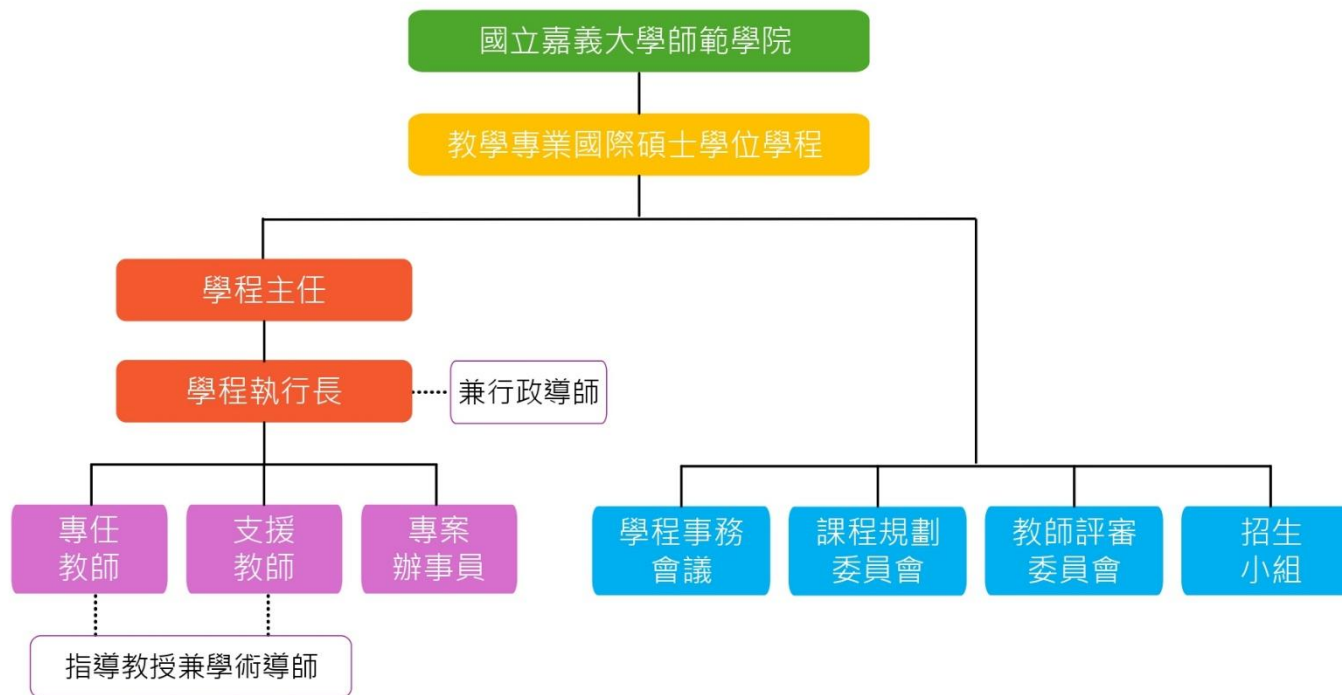 國立嘉義大學師範學院
教學專業國際碩士學位學程
學程主任
學程執行長
兼行政導師
專任
教師
支援
教師
專案
辦事員
指導教授兼學術導師
學程事務
會議
課程規劃
委員會
教師評審
委員會
招生
小組